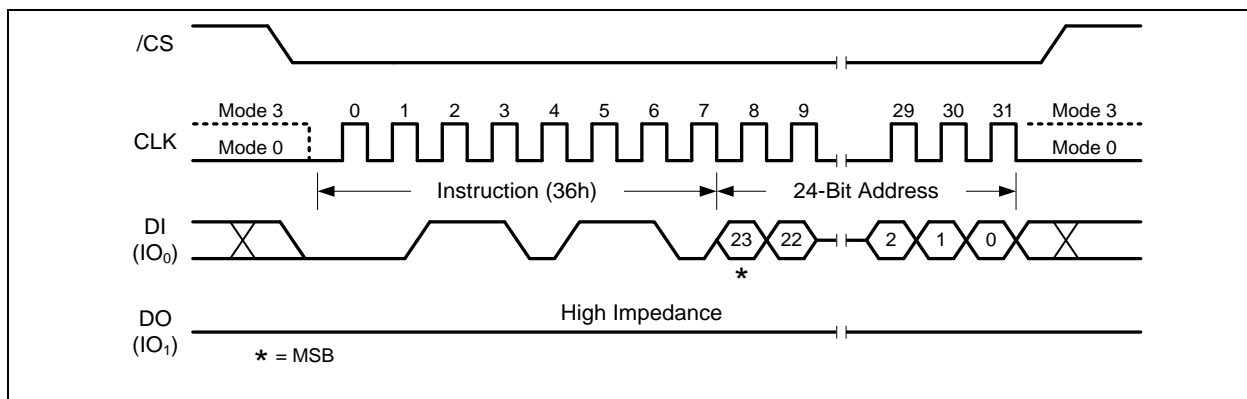 /CS
Mode 3 0 1 2 3 4 5 6 7 8 9 29 30 31 Mode 3
CLK Mode 0 Mode 0
Instruction (36h) 24-Bit Address
DI
(IO₀) 23 22 2 1 0
*
DO High Impedance
(IO₁)
* = MSB